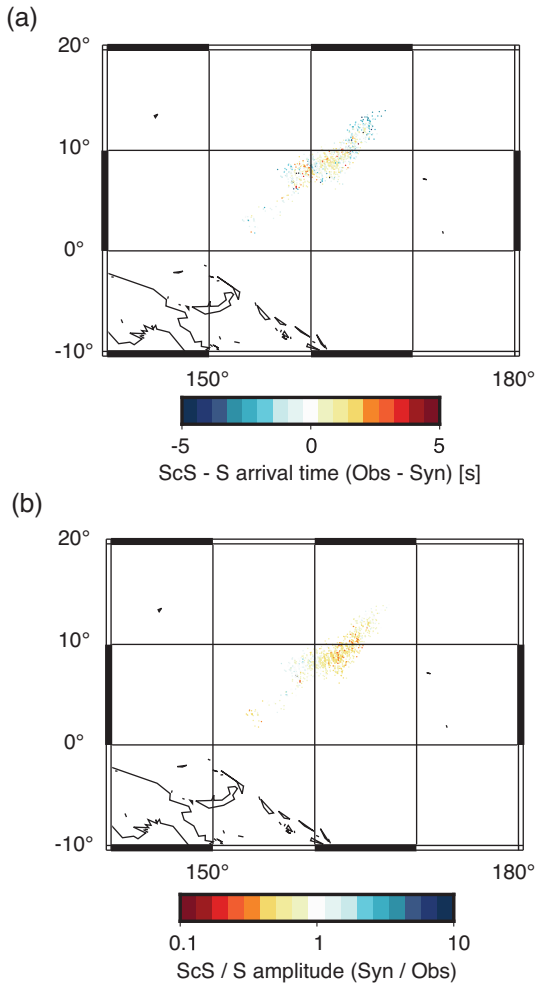 (a)
20°
10°
0°
-10°
150° 180°
-5 0 5
ScS - S arrival time (Obs - Syn) [s]
(b)
20°
10°
0°
-10°
150° 180°
0.1 1 10
ScS / S amplitude (Syn / Obs)